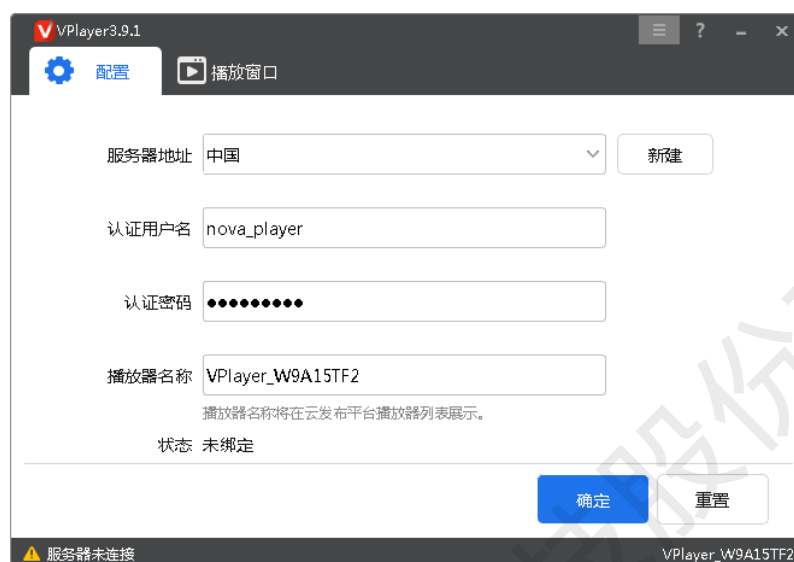 VPlayer3.9.1
配置
播放窗口
服务器地址 中国 新建
认证用户名 nova_player
认证密码 ●●●●●●●●●
播放器名称 VPlayer_W9A15TF2
播放器名称将在云发布平台播放器列表展示。
状态 未绑定
确定 重置
服务器未连接 VPlayer_W9A15TF2
技股份